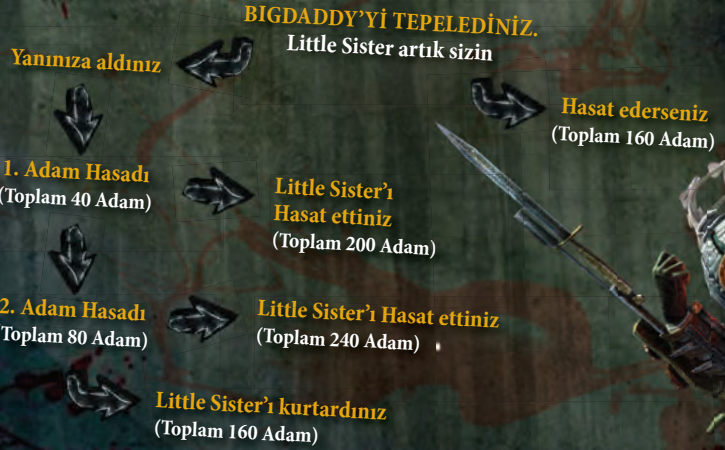 BIGDADDY'Yİ TEPELEDİNİZ.
Little Sister artık sizin
Yanınıza aldınız
Hasat ederseniz
(Toplam 160 Adam)
1. Adam Hasadı
(Toplam 40 Adam)
Little Sister'ı
Hasat ettiniz
(Toplam 200 Adam)
2. Adam Hasadı
Toplam 80 Adam)
Little Sister'ı Hasat ettiniz
(Toplam 240 Adam)
Little Sister'ı kurtardınız
(Toplam 160 Adam)